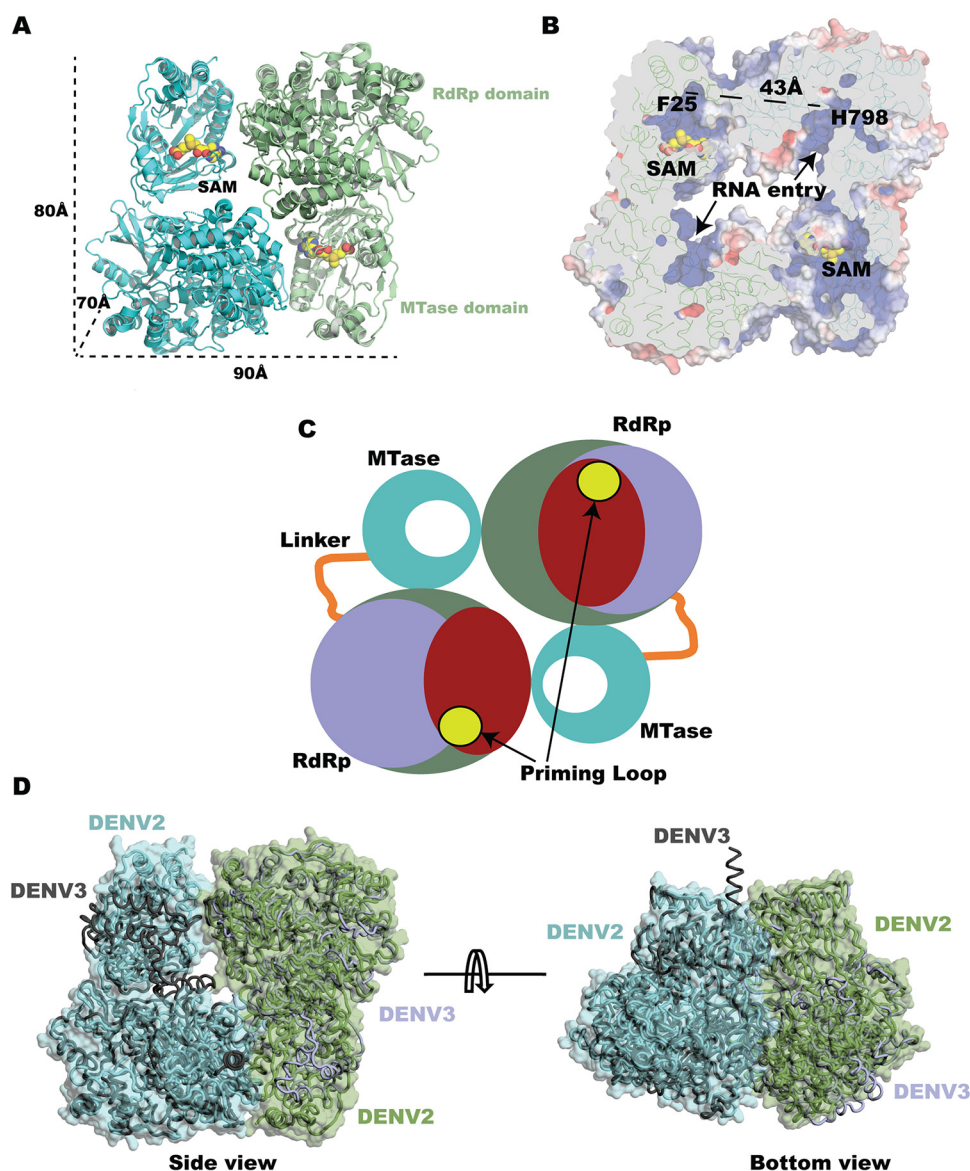 A
RdRp domain
SAM
80Å
70Å
MTase domain
90Å
B
43Å
F25
H798
SAM
RNA entry
SAM
C
RdRp
MTase
Linker
MTase
RdRp
Priming Loop
D
DENV2
DENV3
DENV3
DENV2
Side view
DENV3
DENV2
DENV2
DENV3
Bottom view